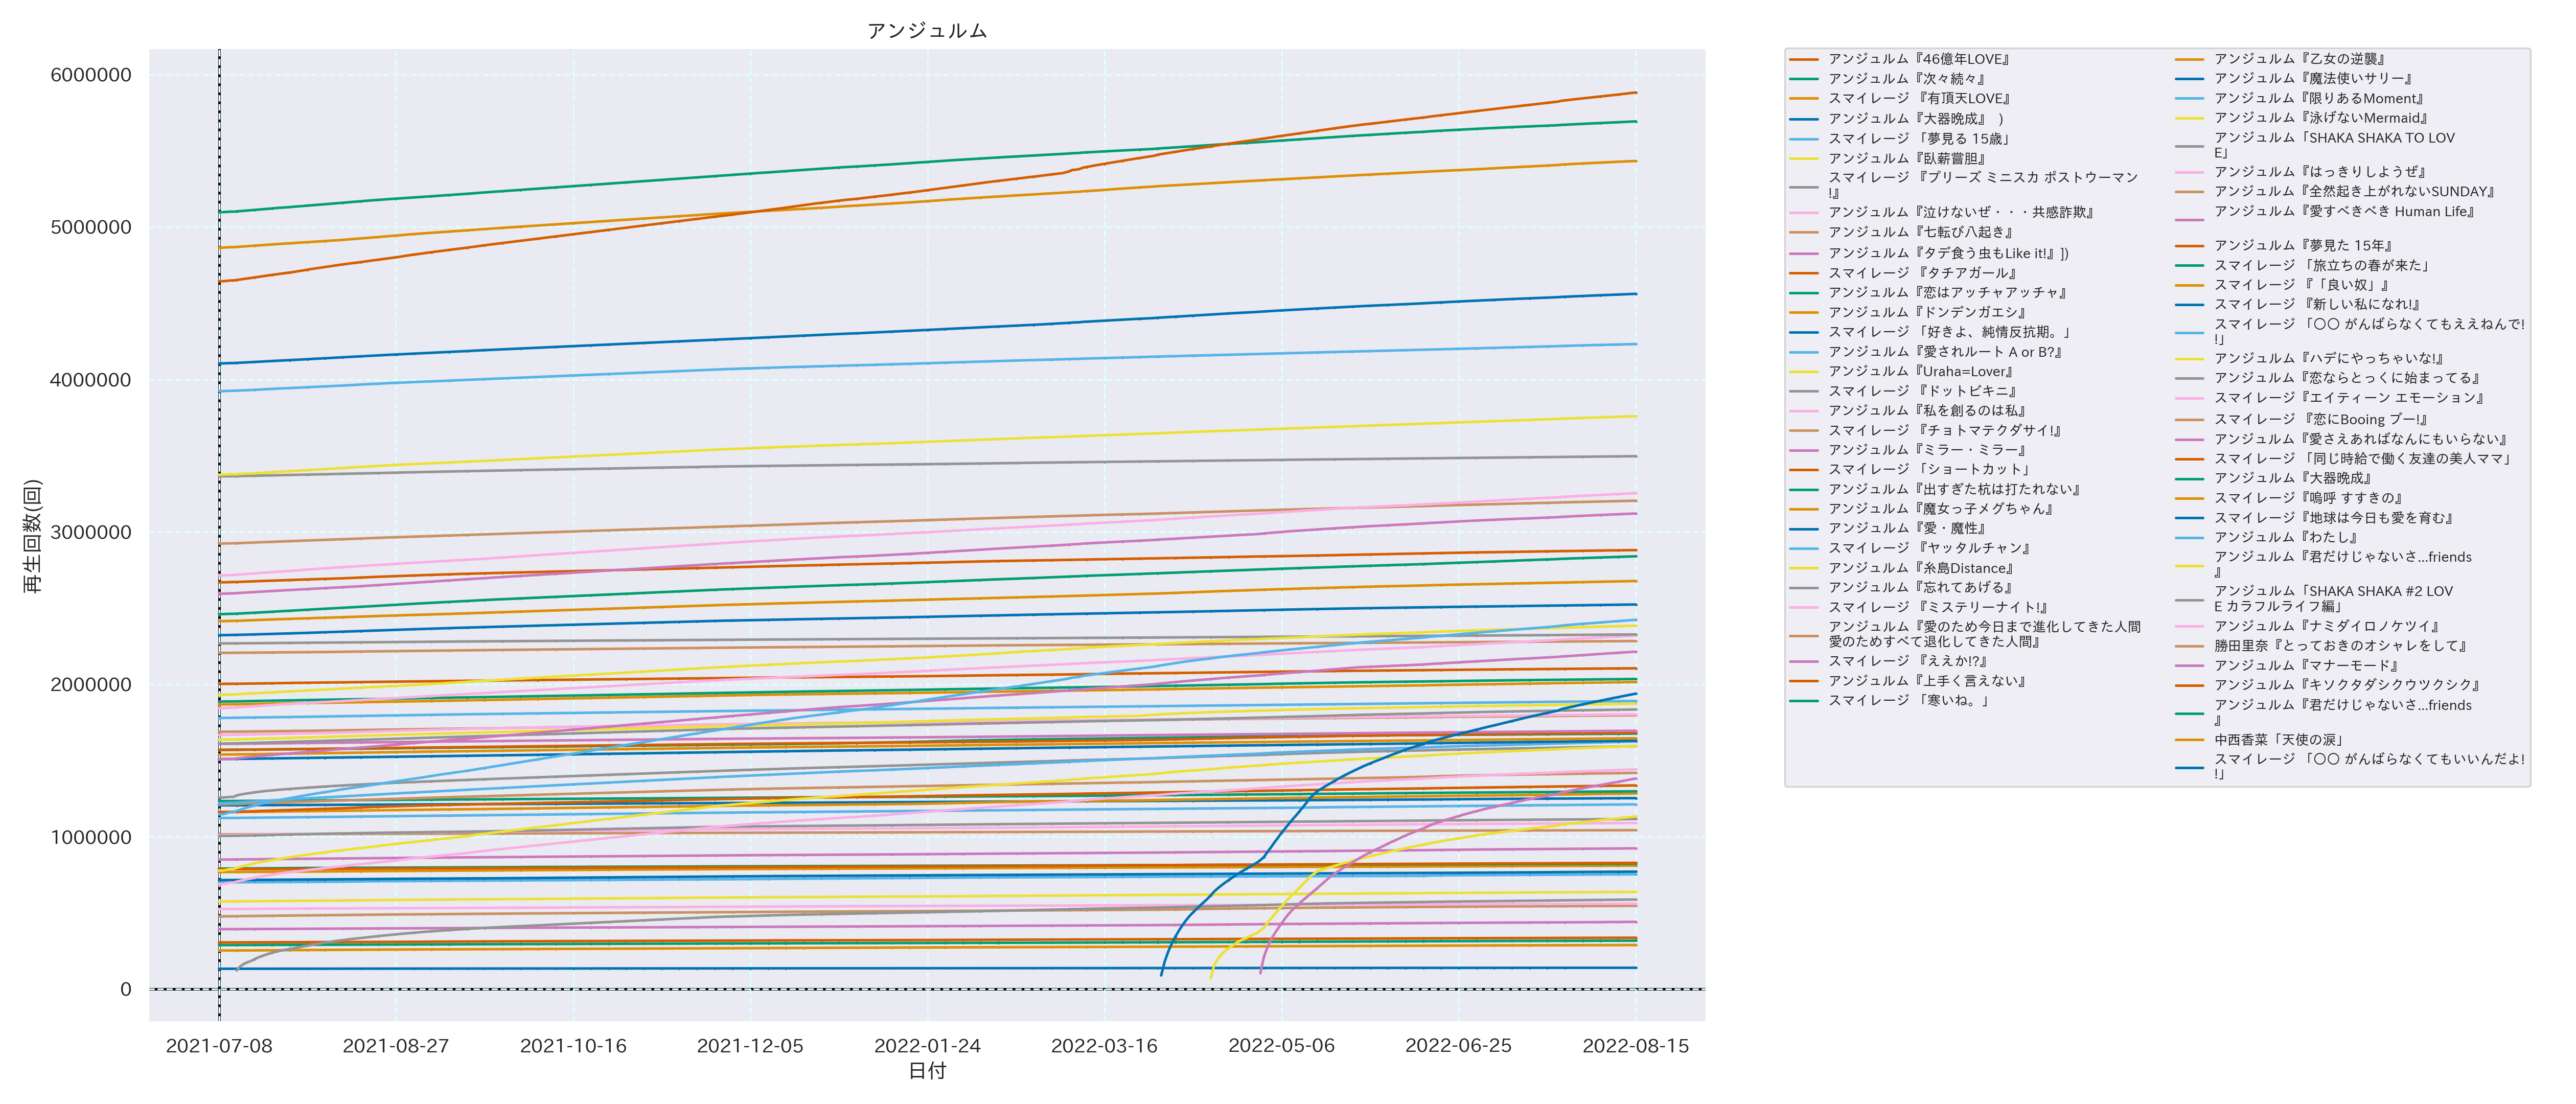 アンジュルム
6000000
5000000
4000000
3000000
2000000
1000000
0
再生回数(回)
2021-07-08
2021-08-27
2021-10-16
2021-12-05
2022-01-24
2022-03-16
2022-05-06
2022-06-25
2022-08-15
日付
アンジュルム『46億年LOVE』
アンジュルム『次々続々』
スマイレージ 『有頂天LOVE』
アンジュルム『大器晩成』 )
スマイレージ 「夢見る 15歳」
アンジュルム『臥薪嘗胆』
スマイレージ 『プリーズ ミニスカ ポストウーマン
!』
アンジュルム『泣けないぜ・・・共感詐欺』
アンジュルム『七転び八起き』
アンジュルム『タデ食う虫もLike it!』])
スマイレージ 『タチアガール』
アンジュルム『恋はアッチャアッチャ』
アンジュルム『ドンデンガエシ』
スマイレージ 「好きよ、純情反抗期。」
アンジュルム『愛されルート A or B?』
アンジュルム『Uraha=Lover』
スマイレージ 『ドットビキニ』
アンジュルム『私を創るのは私』
スマイレージ 『チョトマテクダサイ!』
アンジュルム『ミラー・ミラー』
スマイレージ 「ショートカット」
アンジュルム『出すぎた杭は打たれない』
アンジュルム『魔女っ子メグちゃん』
アンジュルム『愛・魔性』
スマイレージ 『ヤッタルチャン』
アンジュルム『糸島Distance』
アンジュルム『忘れてあげる』
スマイレージ 『ミステリーナイト!』
アンジュルム『愛のため今日まで進化してきた人間
愛のためすべて退化してきた人間』
スマイレージ 『ええか!?』
アンジュルム『上手く言えない』
スマイレージ 「寒いね。」
アンジュルム『乙女の逆襲』
アンジュルム『魔法使いサリー』
アンジュルム『限りあるMoment』
アンジュルム『泳げないMermaid』
アンジュルム「SHAKA SHAKA TO LOV
E」
アンジュルム『はっきりしようぜ』
アンジュルム『全然起き上がれないSUNDAY』
アンジュルム『愛すべきべき Human Life』
アンジュルム『夢見た 15年』
スマイレージ 「旅立ちの春が来た」
スマイレージ 『「良い奴」』
スマイレージ 『新しい私になれ!』
スマイレージ 「〇〇 がんばらなくてもええねんで!
!」
アンジュルム『ハデにやっちゃいな!』
アンジュルム『恋ならとっくに始まってる』
スマイレージ『エイティーン エモーション』
スマイレージ 『恋にBooing ブー!』
アンジュルム『愛さえあればなんにもいらない』
スマイレージ 「同じ時給で働く友達の美人ママ」
アンジュルム『大器晩成』
スマイレージ『嗚呼 すすきの』
スマイレージ『地球は今日も愛を育む』
アンジュルム『わたし』
アンジュルム『君だけじゃないさ...friends
』
アンジュルム「SHAKA SHAKA #2 LOV
E カラフルライフ編」
アンジュルム『ナミダイロノケツイ』
勝田里奈『とっておきのオシャレをして』
アンジュルム『マナーモード』
アンジュルム『キソクタダシクウツクシク』
アンジュルム『君だけじゃないさ...friends
』
中西香菜「天使の涙」
スマイレージ 「〇〇 がんばらなくてもいいんだよ!
!」